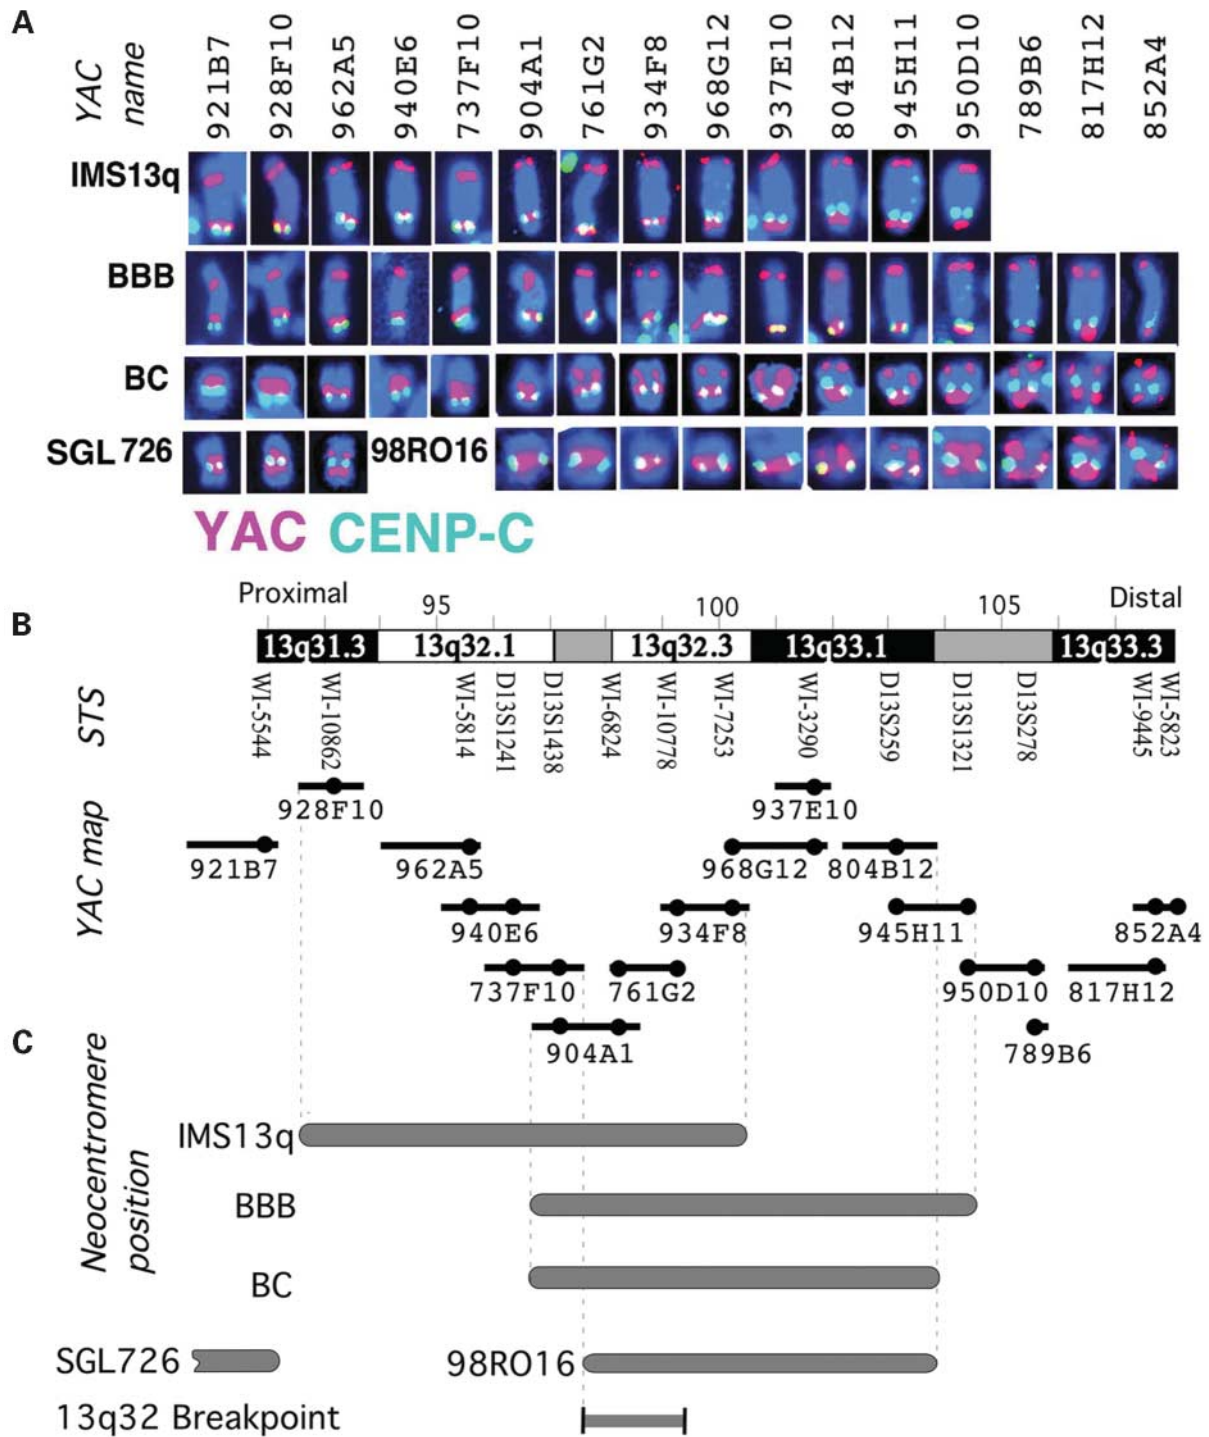 A
YAC name
921B7 928F10 962A5 940E6 737F10 904A1 761G2 934F8 968G12 937E10 804B12 945H11 950D10 789B6 817H12 852A4
IMS13q
BBB
BC
SGL726 98RO16
YAC CENP-C
B
Proximal 95 100 105 Distal
13q31.3 13q32.1 13q32.3 13q33.1 13q33.3
STS
WI-5544 WI-10862 WI-5814 D13S1241 D13S1438 WI-6824 WI-10778 WI-7253 WI-3290 D13S259 D13S1321 D13S278 WI-9445 WI-5823
YAC map
928F10 937E10
921B7 962A5 968G12 804B12
940E6 934F8 945H11 852A4
737F10 761G2 950D10 817H12
904A1 789B6
C
Neocentromere position
IMS13q
BBB
BC
SGL726 98RO16
13q32 Breakpoint